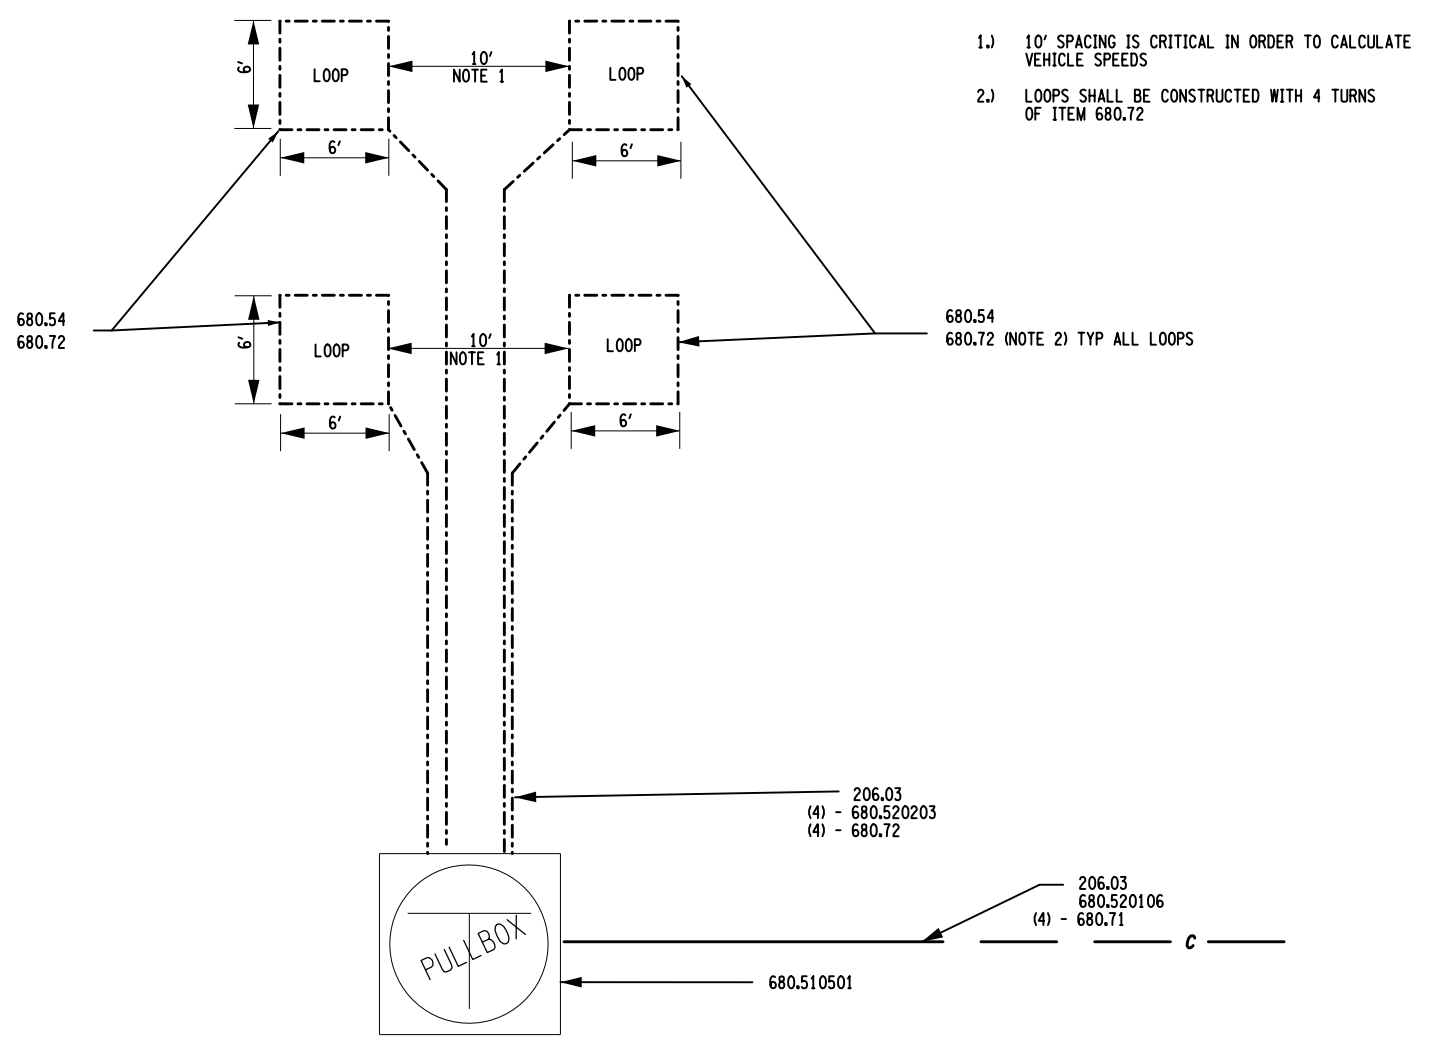 1.) 10' SPACING IS CRITICAL IN ORDER TO CALCULATE
VEHICLE SPEEDS
2.) LOOPS SHALL BE CONSTRUCTED WITH 4 TURNS
OF ITEM 680.72
6'
LOOP
10'
NOTE 1
LOOP
6'
6'
680.54
680.72
6'
LOOP
10'
NOTE 1
LOOP
680.54
680.72 (NOTE 2) TYP ALL LOOPS
6'
6'
206.03
(4) - 680.520203
(4) - 680.72
206.03
680.520106
(4) - 680.71
C
PULLBOX
680.510501